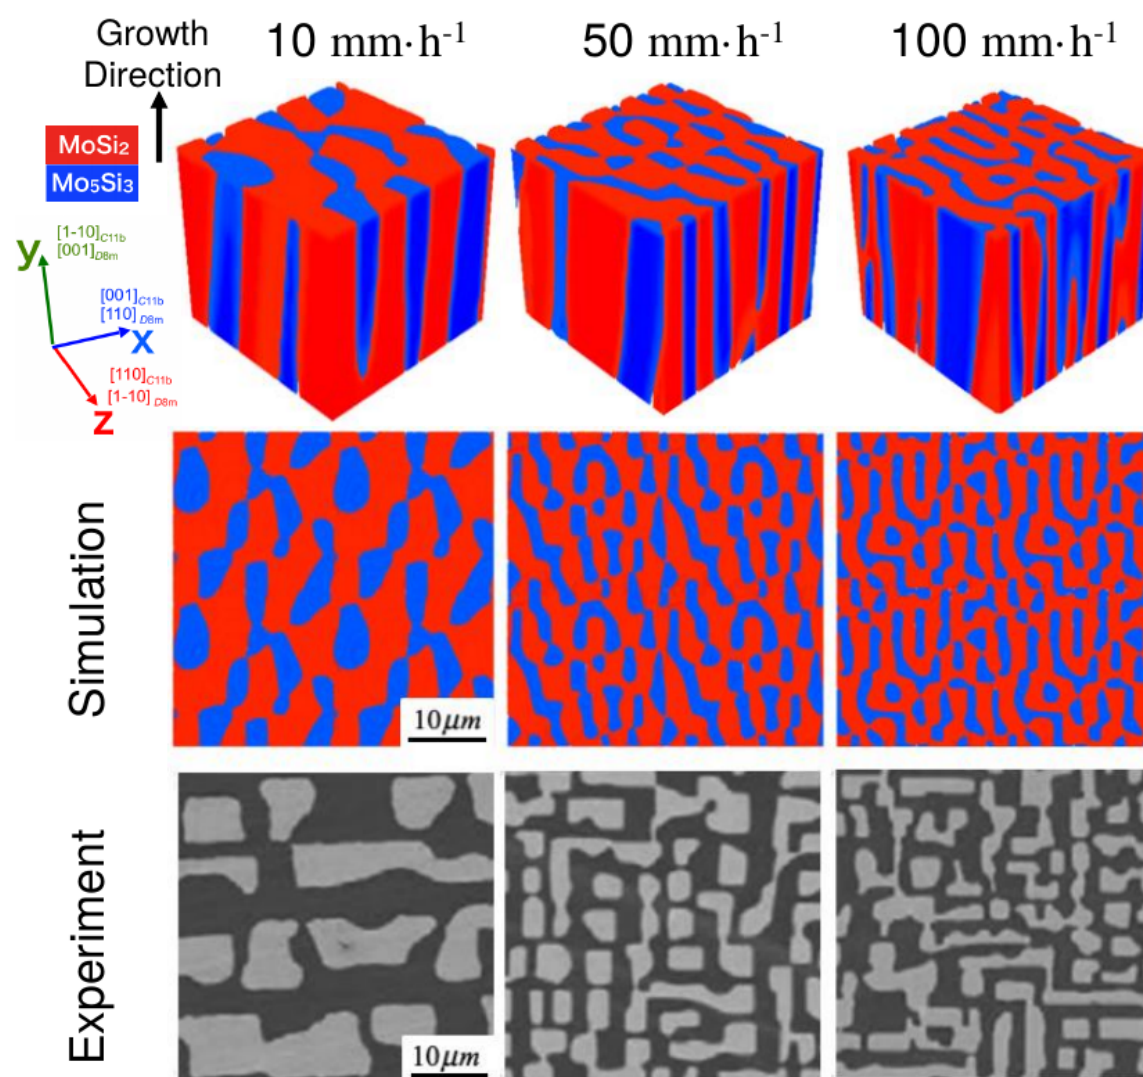 Growth
Direction
10 mm·h-1
50 mm·h-1
100 mm·h-1
MoSi2
Mo5Si3
y
[1-10]C11b
[001]D8m
[001]C11b
[110]D8m
x
[110]C11b
[1-10]D8m
z
Simulation
10μm
Experiment
10μm